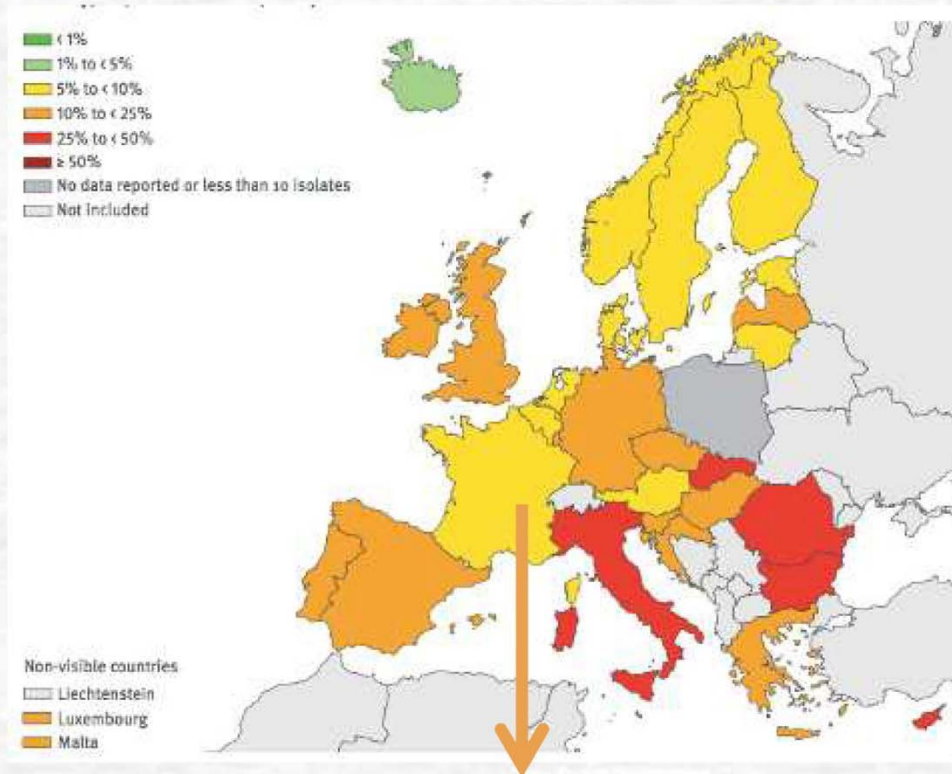 < 1%
1% to < 5%
5% to < 10%
10% to < 25%
25% to < 50%
≥ 50%
No data reported or less than 10 isolates
Not included
Non-visible countries
Liechtenstein
Luxembourg
Malta